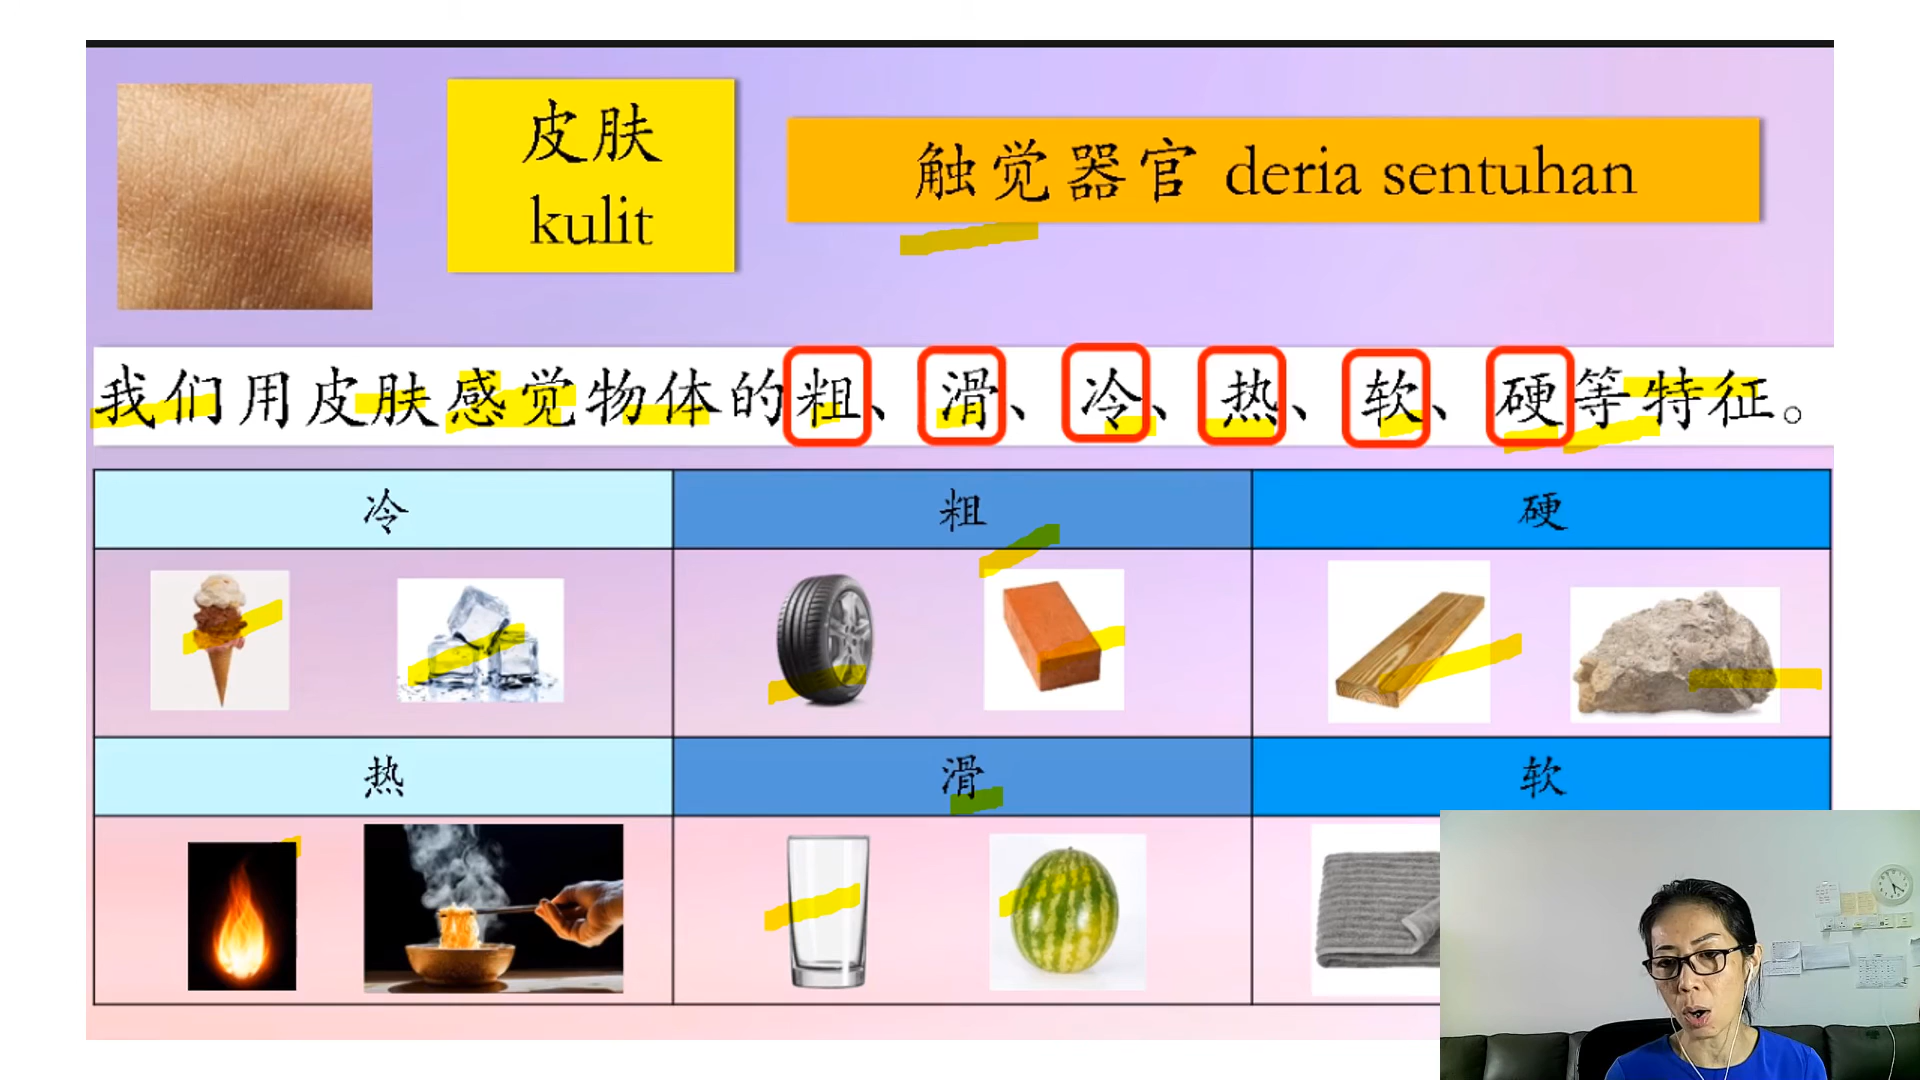 皮肤
kulit
触觉器官 deria sentuhan
我们用皮肤感觉物体的粗、滑、冷、热、软、硬等特征。
冷
粗
硬
热
滑
软